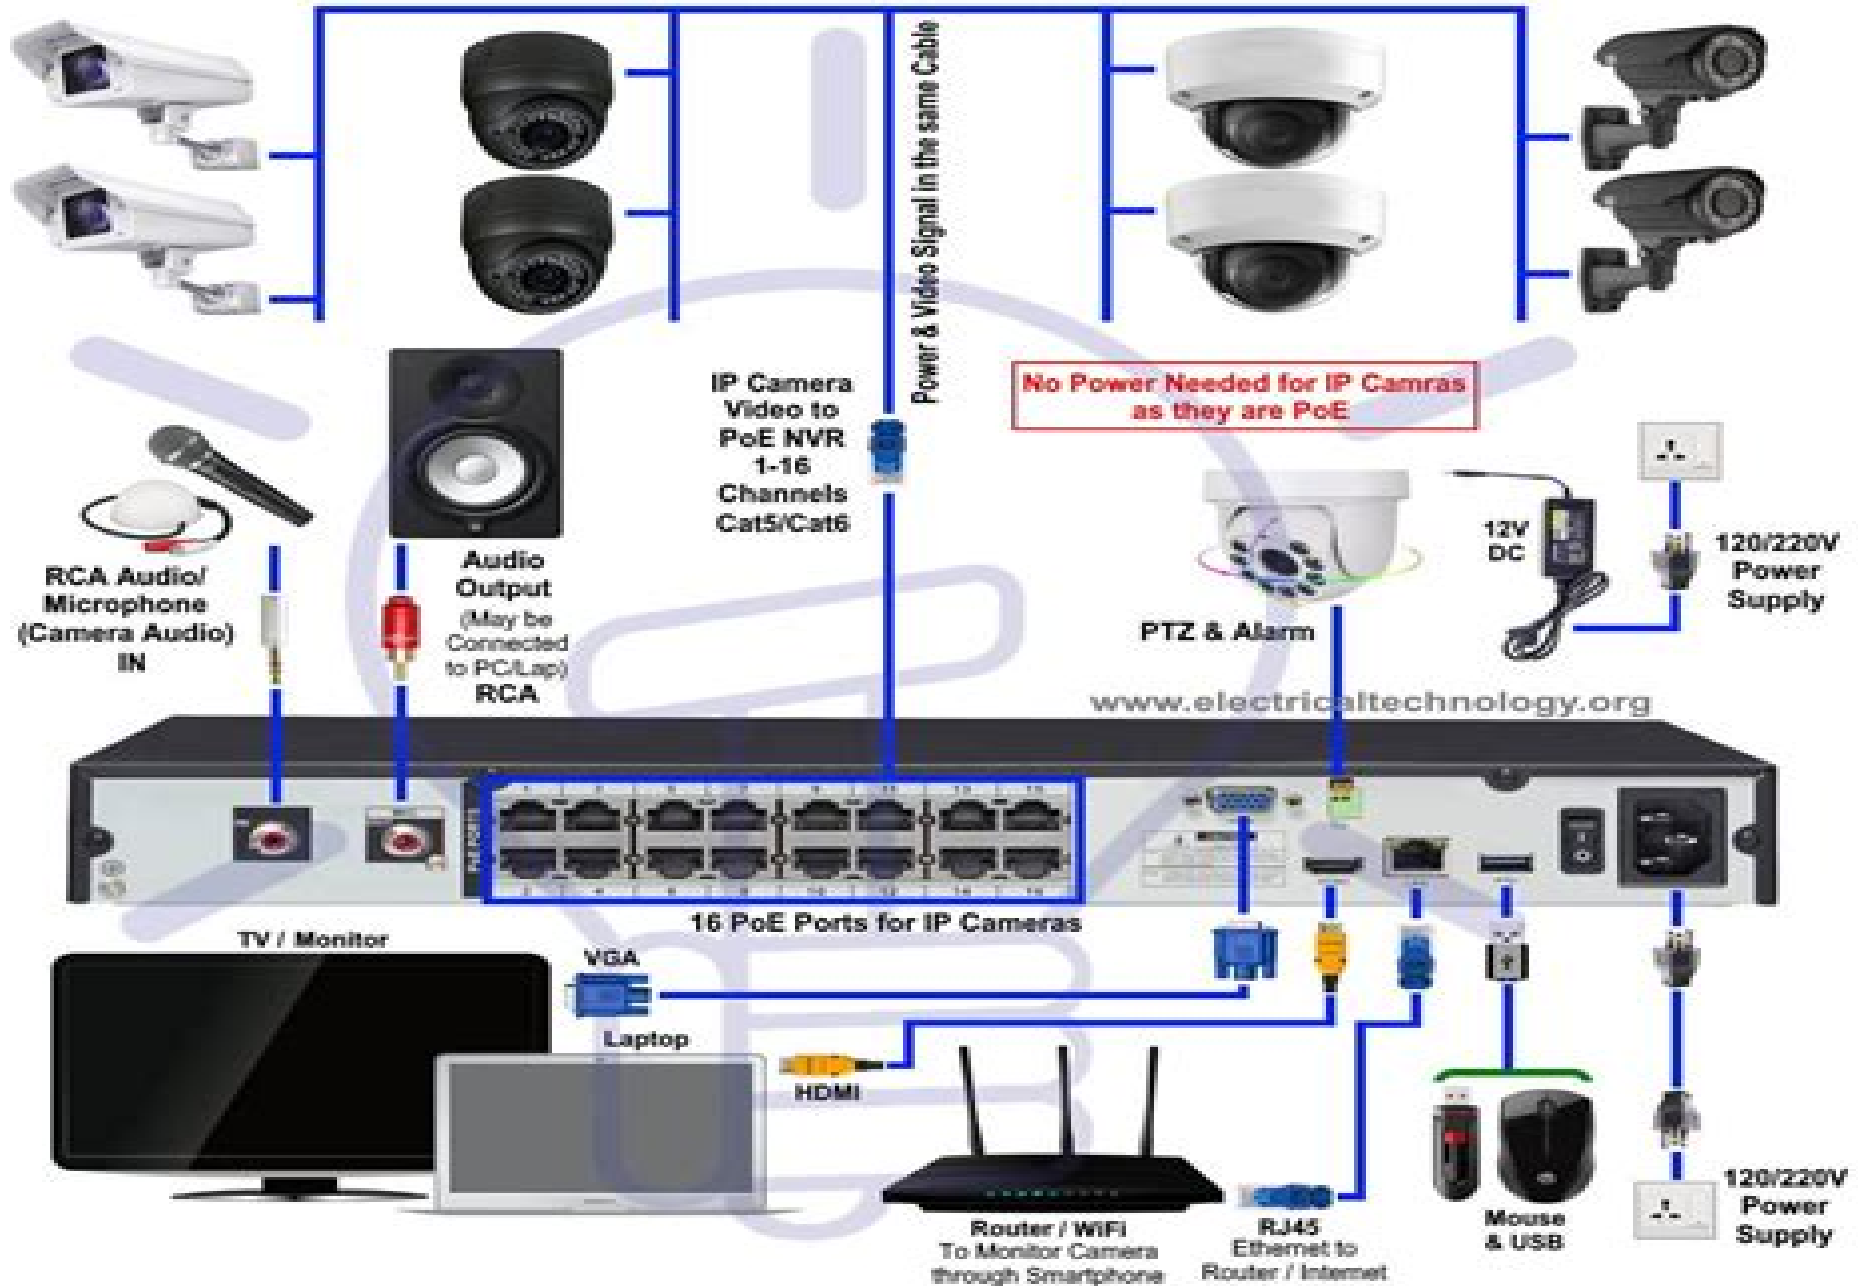 Power & Video Signal in the same Cable
IP Camera
Video to
PoE NVR
1-16
Channels
Cat5/Cat6
No Power Needed for IP Camras
as they are PoE
RCA Audio/
Microphone
(Camera Audio)
IN
Audio
Output
(May be
Connected
to PC/Lap)
RCA
PTZ & Alarm
12V
DC
120/220V
Power
Supply
www.electricaltechnology.org
16 PoE Ports for IP Cameras
TV / Monitor
VGA
Laptop
HDMI
Router / WiFi
To Monitor Camera
through Smartphone
RJ45
Ethernet to
Router / Internet
Mouse
& USB
120/220V
Power
Supply